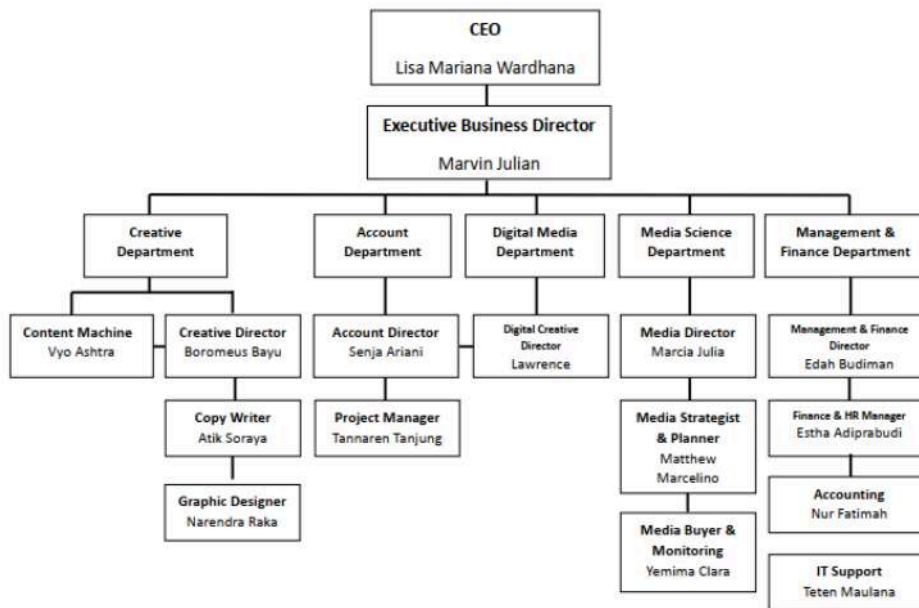 CEO
Lisa Mariana Wardhana
Executive Business Director
Marvin Julian
Creative
Department
Account
Department
Digital Media
Department
Media Science
Department
Management &
Finance Department
Content Machine
Vyo Ashtra
Creative Director
Boromeus Bayu
Account Director
Senja Ariani
Digital Creative
Director
Lawrence
Media Director
Marcia Julia
Management & Finance
Director
Edah Budiman
Copy Writer
Atik Soraya
Project Manager
Tannaren Tanjung
Media Strategist
& Planner
Matthew
Marcelino
Finance & HR Manager
Estha Adiprabudi
Graphic Designer
Narendra Raka
Accounting
Nur Fatimah
Media Buyer &
Monitoring
Yemima Clara
IT Support
Teten Maulana